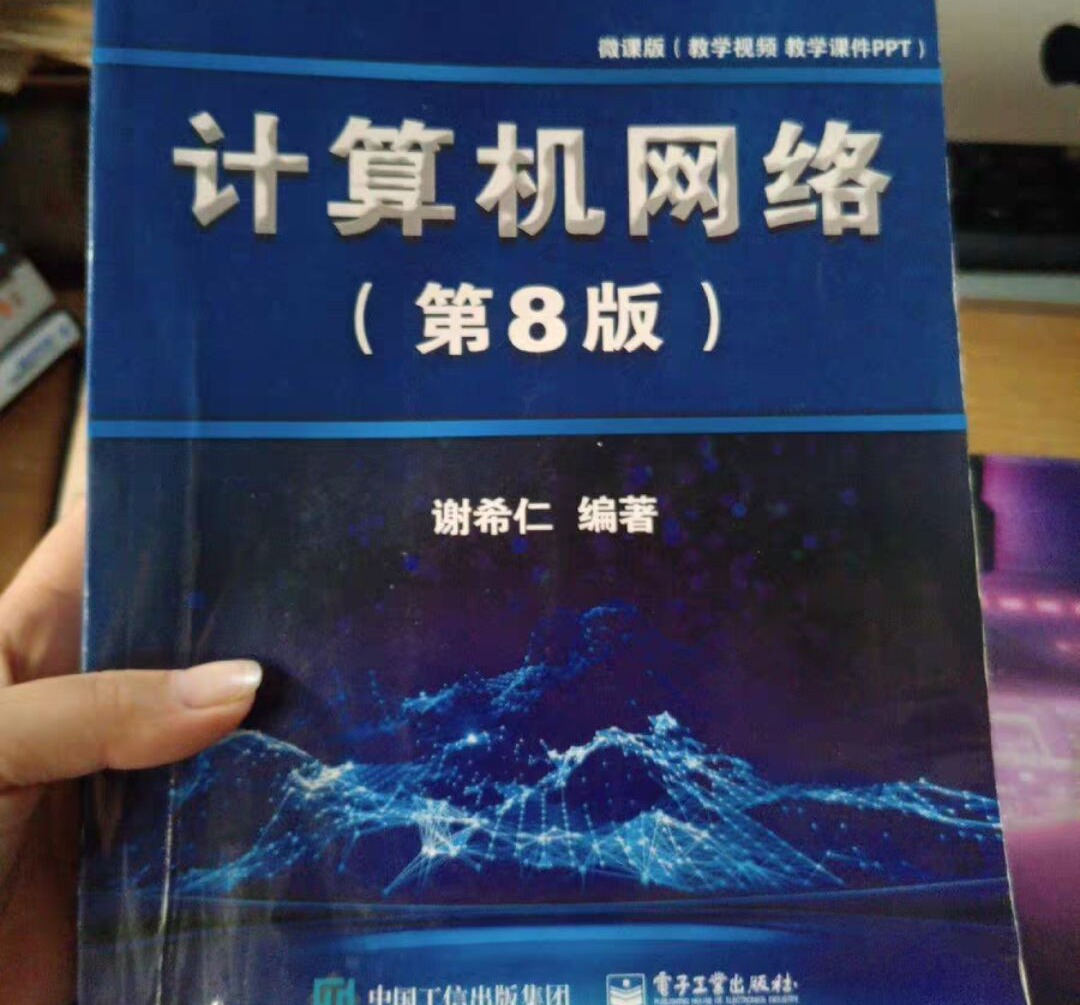 微课版（教学视频 教学课件PPT）
计算机网络
（第8版）
谢希仁 编著
中国工信出版集团 電子工業出版社·
PUBLISHING HOUSE OF ELECTRONICS INDUSTRY